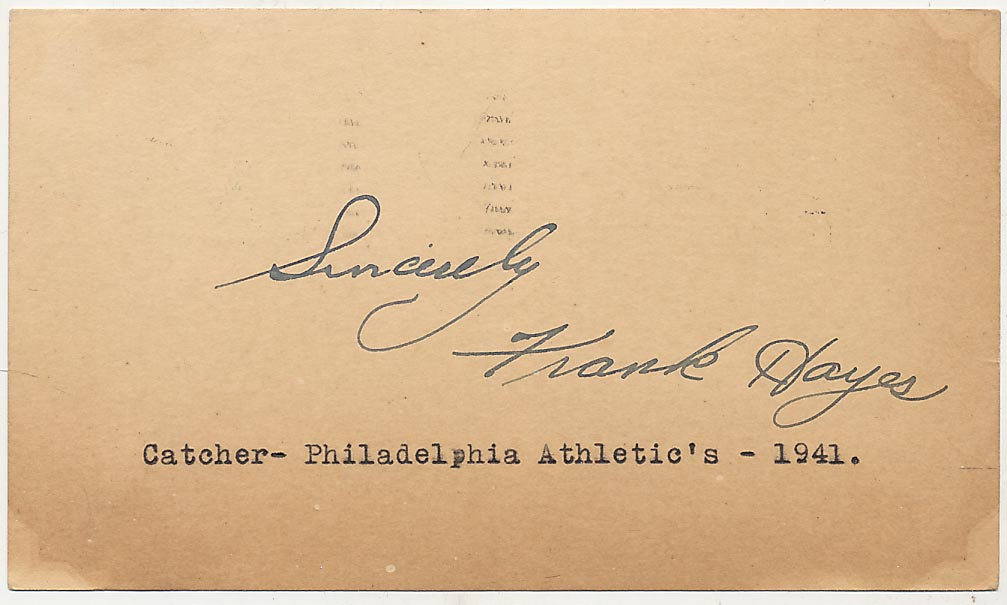 Sincerely
Frank Hayes
Catcher- Philadelphia Athletic's - 1941.